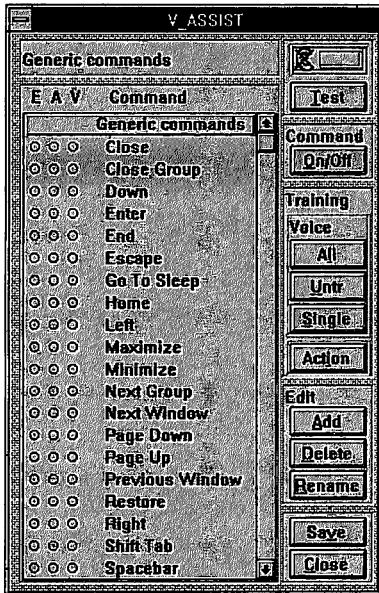 V_ASSIST
Generic commands
E A V Command
Generic commands
Close
Close Group
Down
Enter
End
Escape
Go To Sleep
Home
Left
Maximize
Minimize
Next Group
Next Window
Page Down
Page Up
Previous Window
Restore
Right
Shift Tab
Spacebar
Test
Command
On/Off
Training
Voice
All
Untr
Single
Action
Edit
Add
Delete
Rename
Save
Close